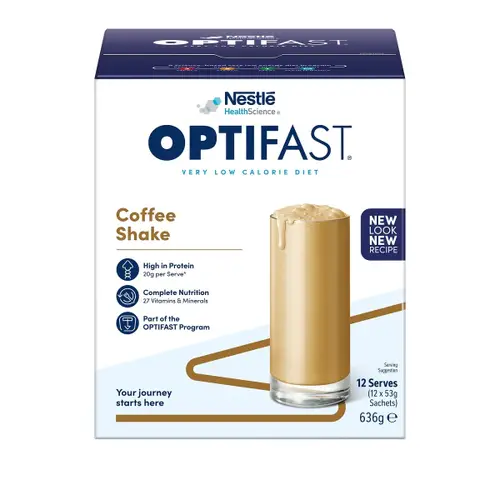 OPTIFAST
Nestlé
HealthScience®
OPTIFAST®
VERY LOW CALORIE DIET
Coffee
Shake
NEW
LOOK
NEW
RECIPE
High in Protein
20g per Serve^
Complete Nutrition
27 Vitamins & Minerals
Part of the
OPTIFAST Program
Serving
Suggestion
12 Serves
(12 x 53g
Sachets)
636g e
Your journey
starts here